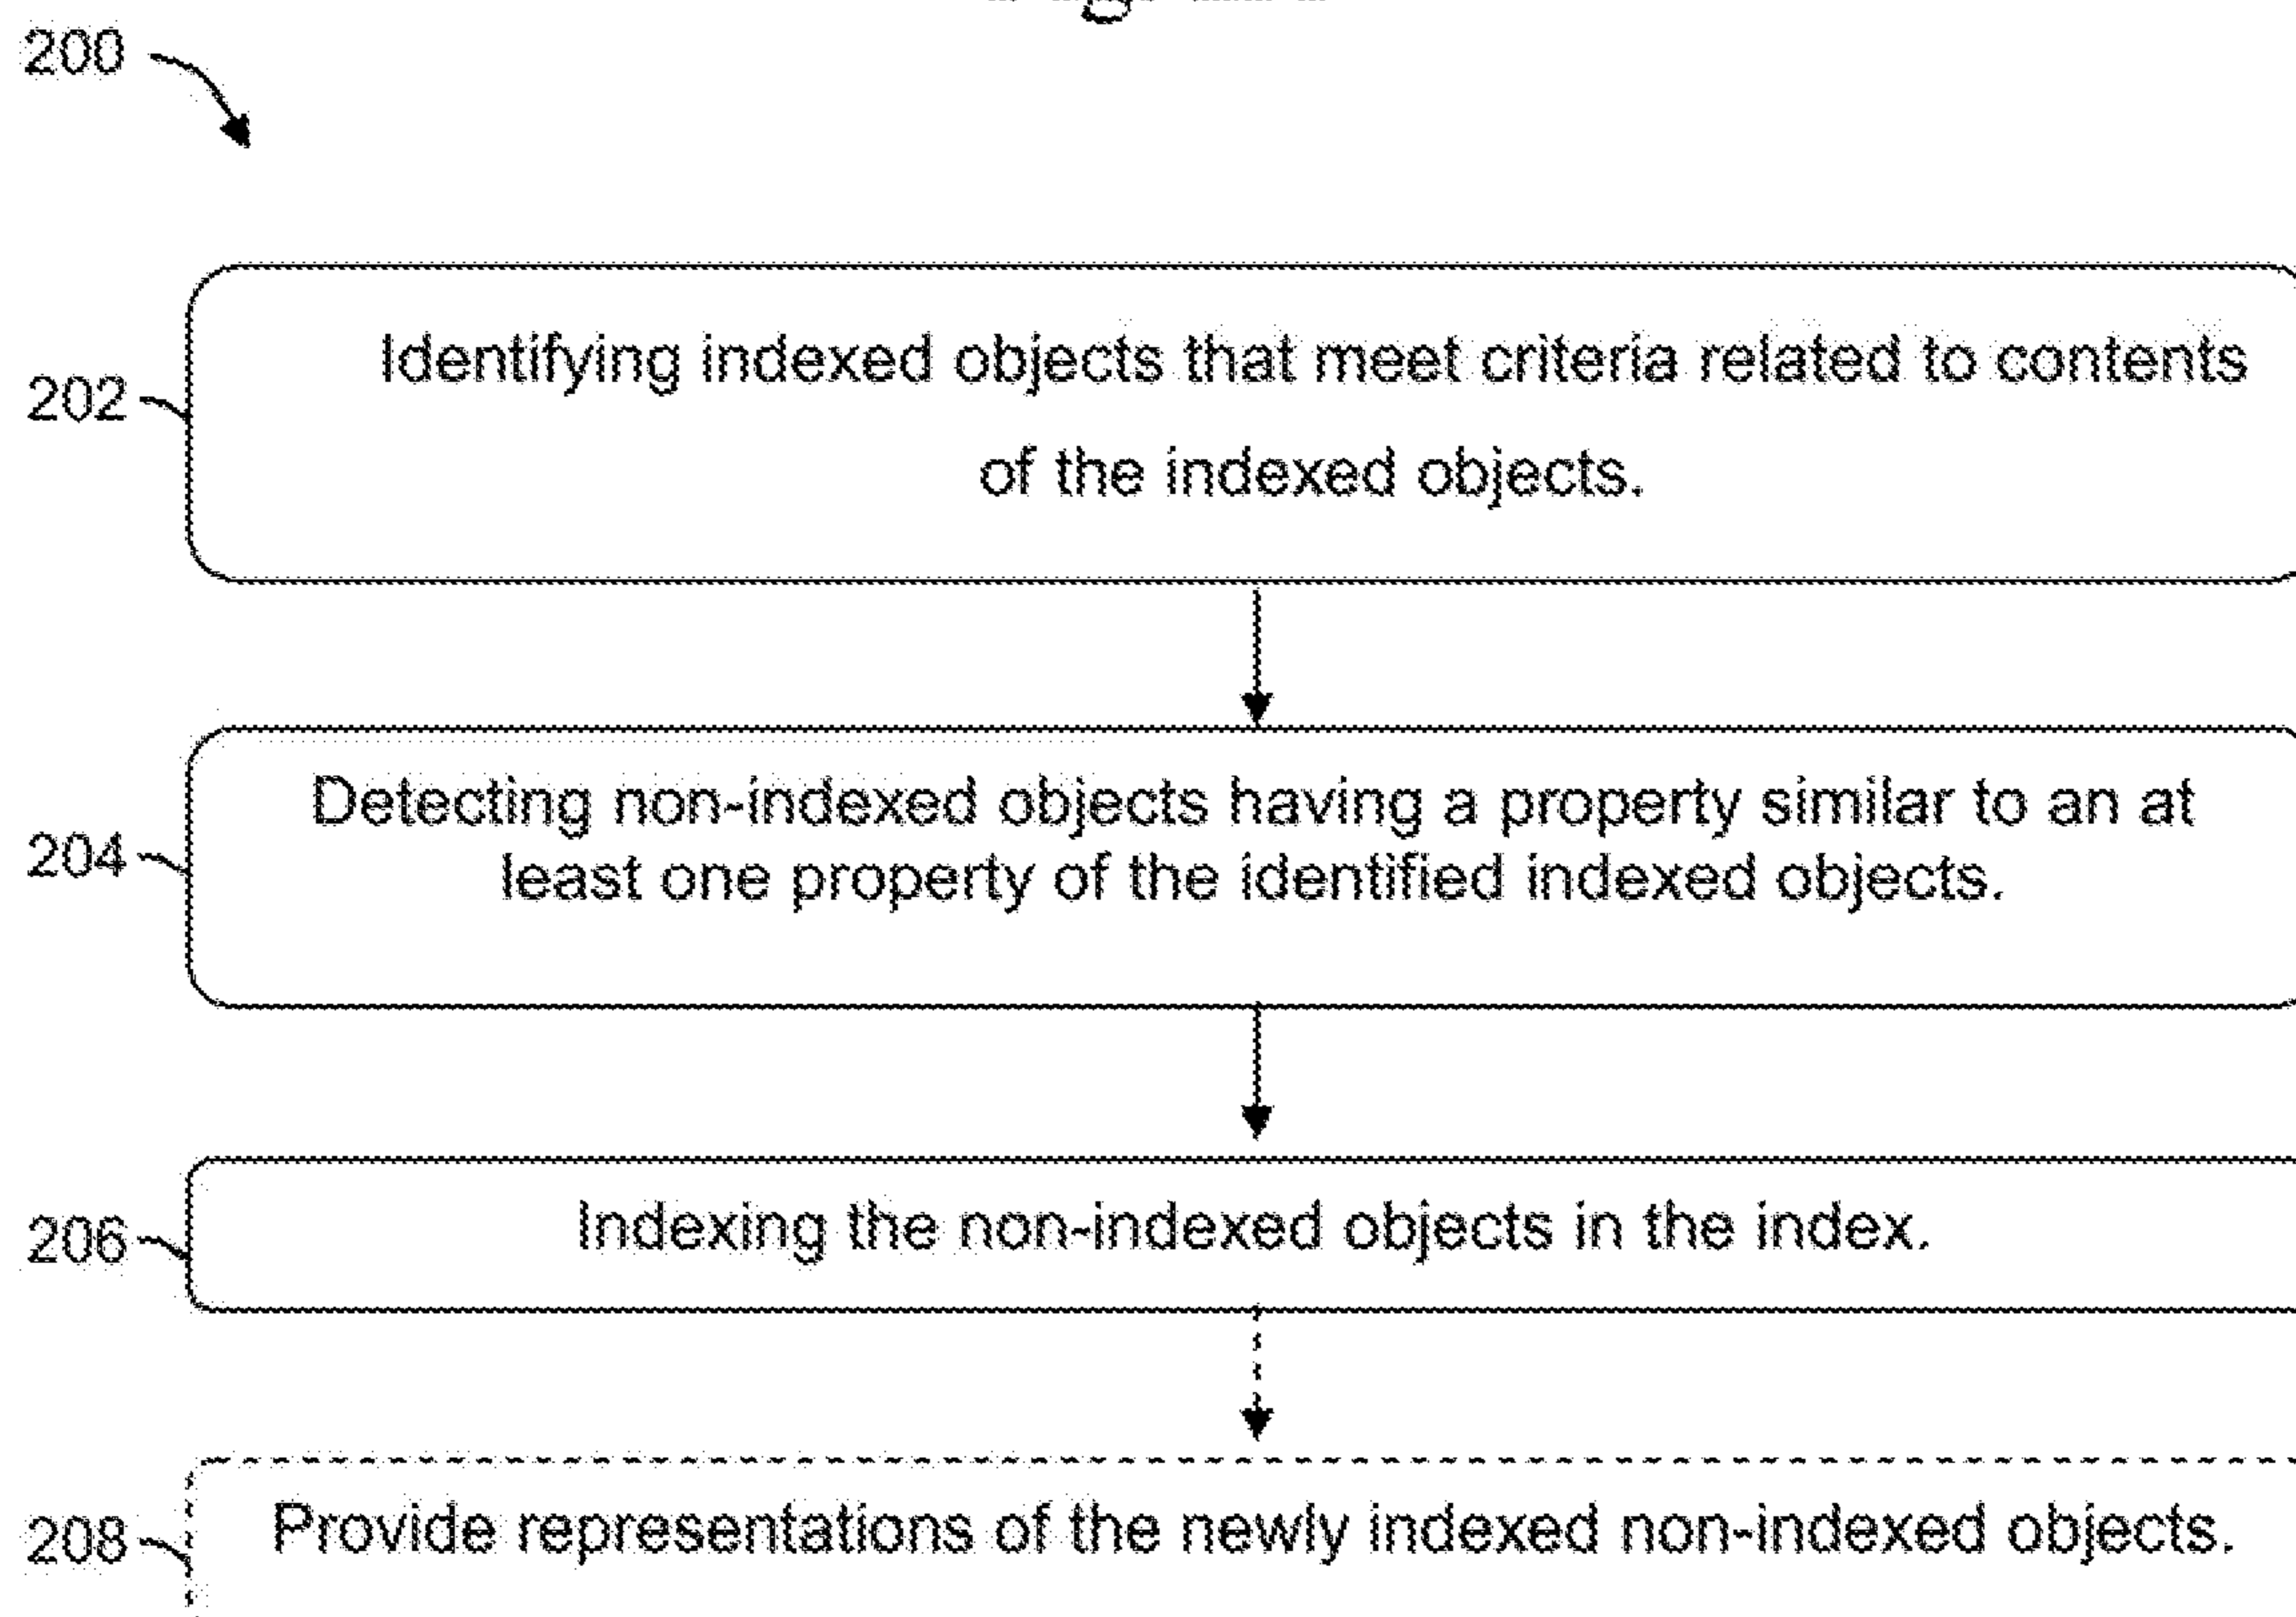 200
202
Identifying indexed objects that meet criteria related to contents
of the indexed objects.
204
Detecting non-indexed objects having a property similar to an at
least one property of the identified indexed objects.
206
Indexing the non-indexed objects in the index.
208
Provide representations of the newly indexed non-indexed objects.